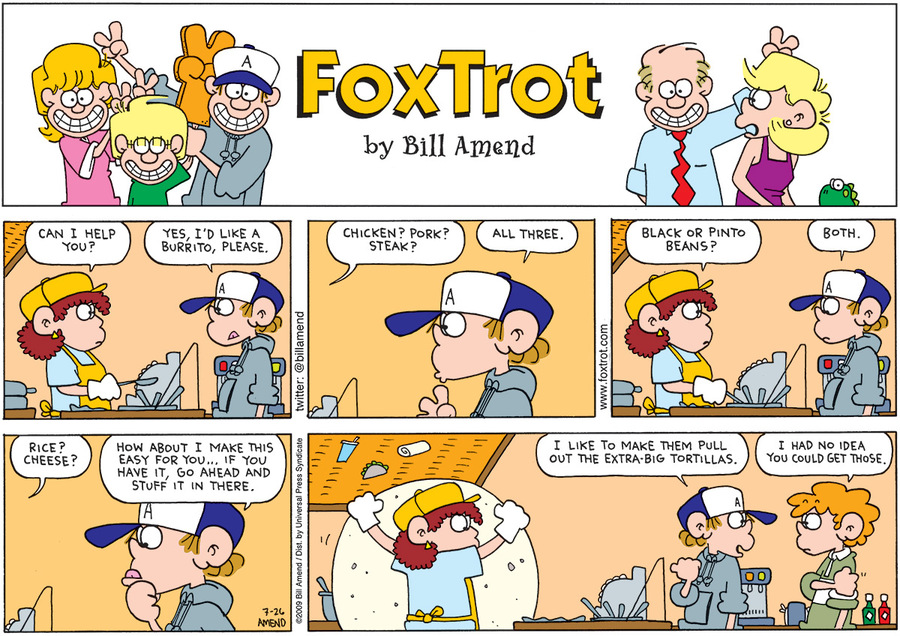 A
FOXTROT
by Bill Amend
CAN I HELP
YOU?
YES, I'D LIKE A
BURRITO, PLEASE.
A
twitter: @billamend
CHICKEN? PORK?
STEAK?
ALL THREE.
A
www.foxtrot.com
BLACK OR PINTO
BEANS?
BOTH.
A
RICE?
CHEESE?
HOW ABOUT I MAKE THIS
EASY FOR YOU... IF YOU
HAVE IT, GO AHEAD AND
STUFF IT IN THERE.
A
7-26
AMEND
©2009 Bill Amend / Dist. by Universal Press Syndicate
I LIKE TO MAKE THEM PULL
OUT THE EXTRA-BIG TORTILLAS.
I HAD NO IDEA
YOU COULD GET THOSE.
A